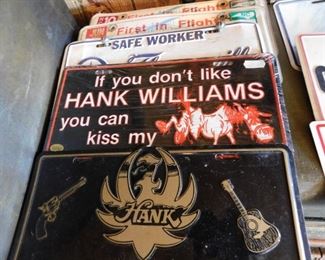 First in Flight
First in Flight
SAFE WORKER
If you don't like
HANK WILLIAMS
you can
kiss my
HANK